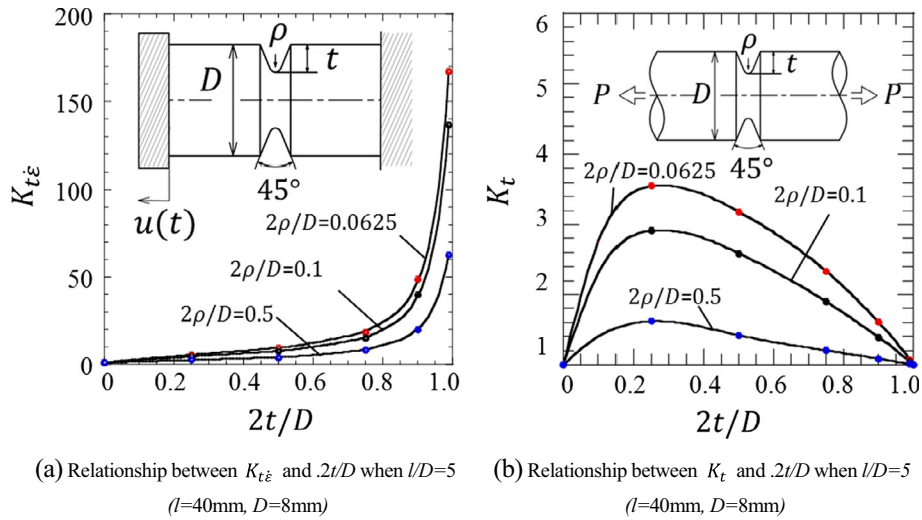 200
150
100
50
0
K_{tε̇}
ρ
t
D
45°
u(t)
2ρ/D=0.0625
2ρ/D=0.1
2ρ/D=0.5
0 0.2 0.4 0.6 0.8 1.0
2t/D
6
5
4
3
2
1
K_t
ρ
t
P
D
P
45°
2ρ/D=0.0625
2ρ/D=0.1
2ρ/D=0.5
0 0.2 0.4 0.6 0.8 1.0
2t/D
(a) Relationship between K_{tε̇} and .2t/D when l/D=5
(l=40mm, D=8mm)
(b) Relationship between K_t and 2t/D when l/D=5
(l=40mm, D=8mm)